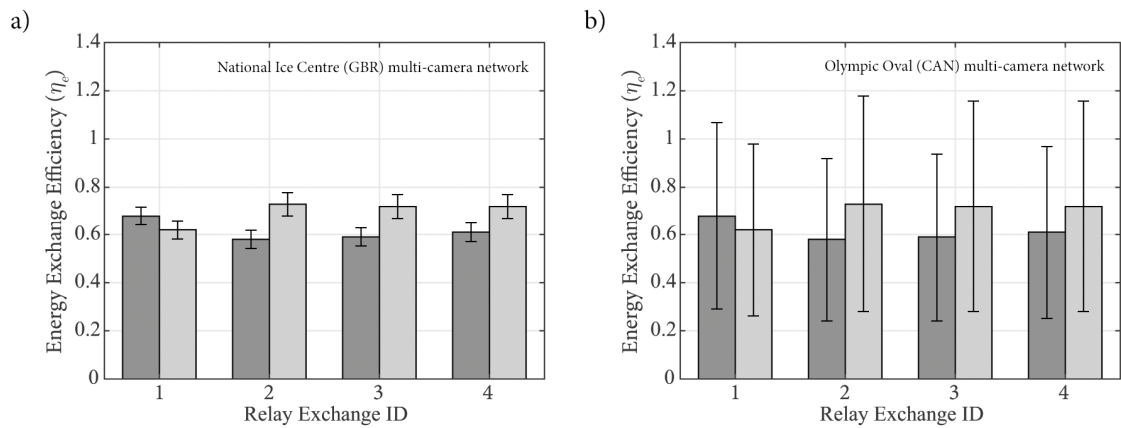 a)
National Ice Centre (GBR) multi-camera network
Energy Exchange Efficiency (ηe)
1.4
1.2
1
0.8
0.6
0.4
0.2
0
1 2 3 4
Relay Exchange ID
b)
Olympic Oval (CAN) multi-camera network
Energy Exchange Efficiency (ηe)
1.4
1.2
1
0.8
0.6
0.4
0.2
0
1 2 3 4
Relay Exchange ID